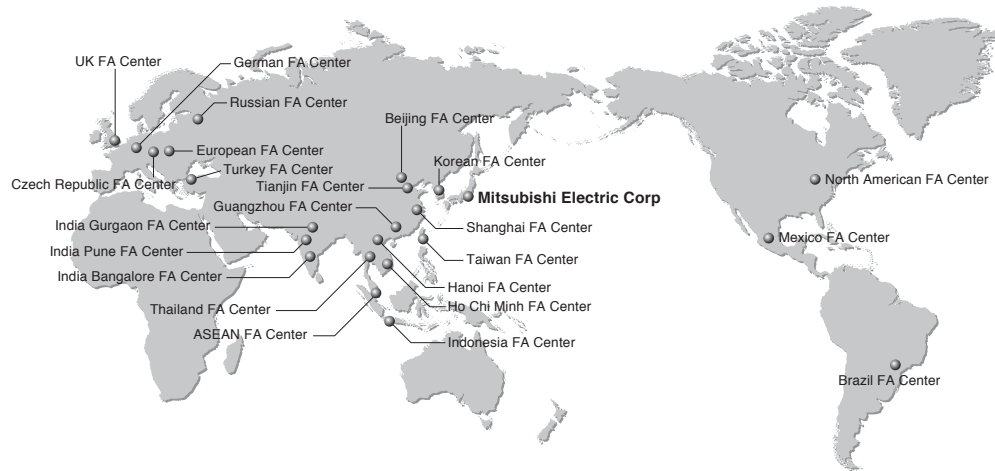 UK FA Center
German FA Center
Russian FA Center
Beijing FA Center
European FA Center
Korean FA Center
Turkey FA Center
North American FA Center
Czech Republic FA Center
Tianjin FA Center
Mitsubishi Electric Corp
Guangzhou FA Center
India Gurgaon FA Center
Shanghai FA Center
Mexico FA Center
India Pune FA Center
Taiwan FA Center
India Bangalore FA Center
Hanoi FA Center
Ho Chi Minh FA Center
Thailand FA Center
ASEAN FA Center
Indonesia FA Center
Brazil FA Center